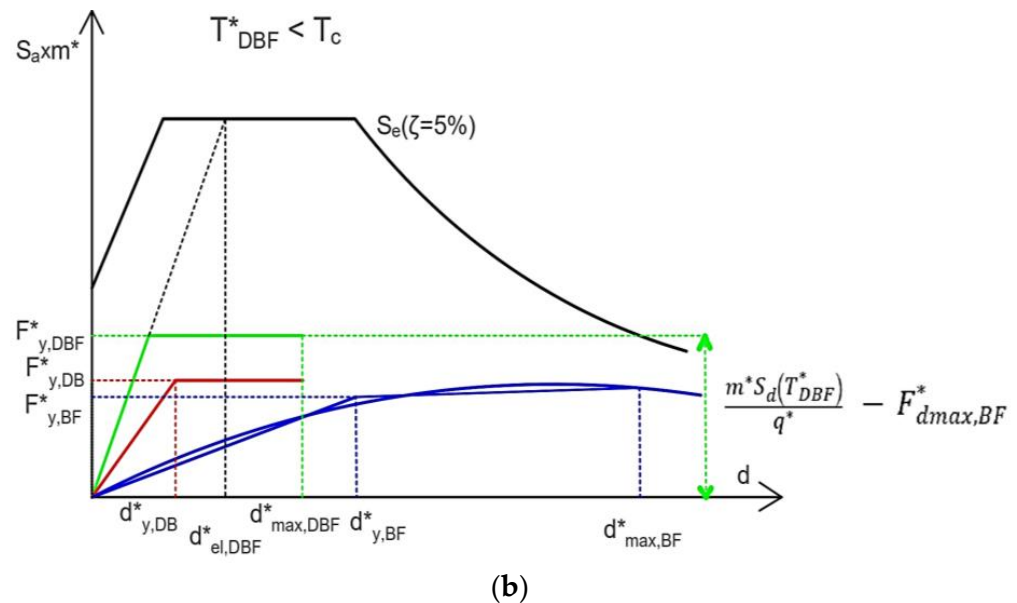 T*DBF < Tc
Saxm*
Se(ζ=5%)
F*y,DBF
F*y,DB
F*y,BF
m*Sd(T*DBF)/q* − F*dmax,BF
d
d*y,DB
d*el,DBF
d*max,DBF
d*y,BF
d*max,BF
(b)